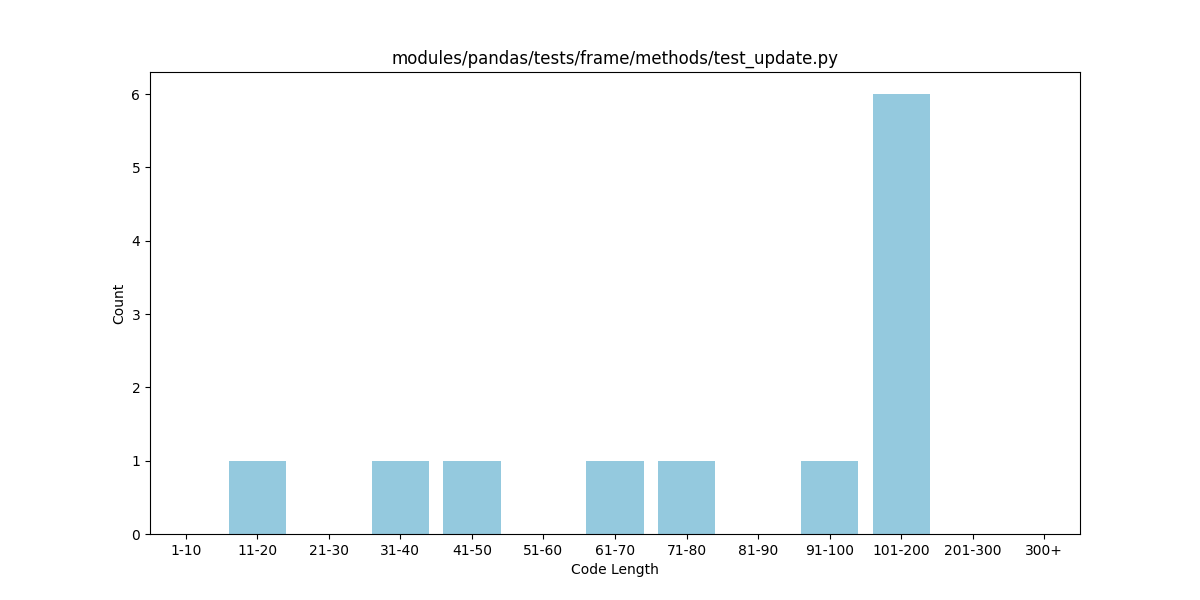 modules/pandas/tests/frame/methods/test_update.py
6
5
4
3
2
1
0
Count
1-10 11-20 21-30 31-40 41-50 51-60 61-70 71-80 81-90 91-100 101-200 201-300 300+
Code Length